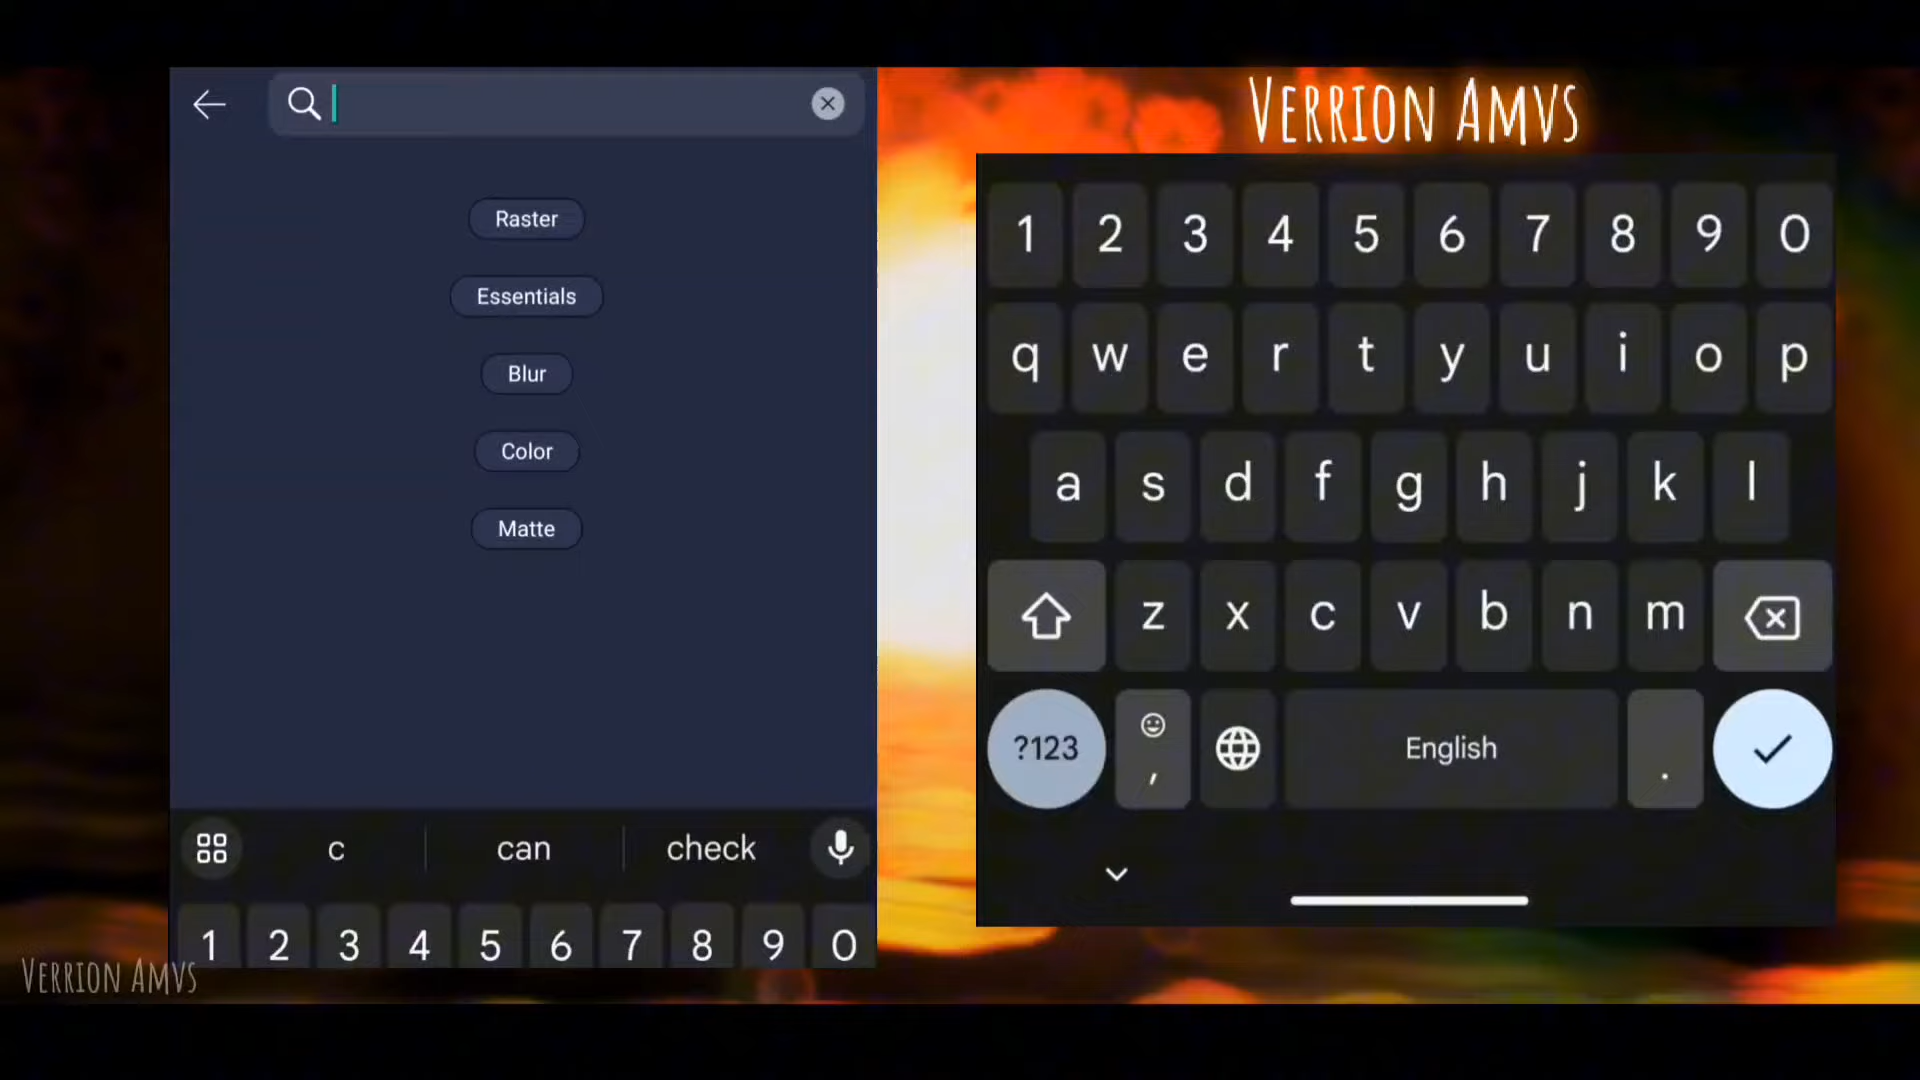 VERRION AMVS
Raster
Essentials
Blur
Color
Matte
c can check
1 2 3 4 5 6 7 8 9 0
1 2 3 4 5 6 7 8 9 0
q w e r t y u i o p
a s d f g h j k l
z x c v b n m
?123 , English .
VERRION AMVS